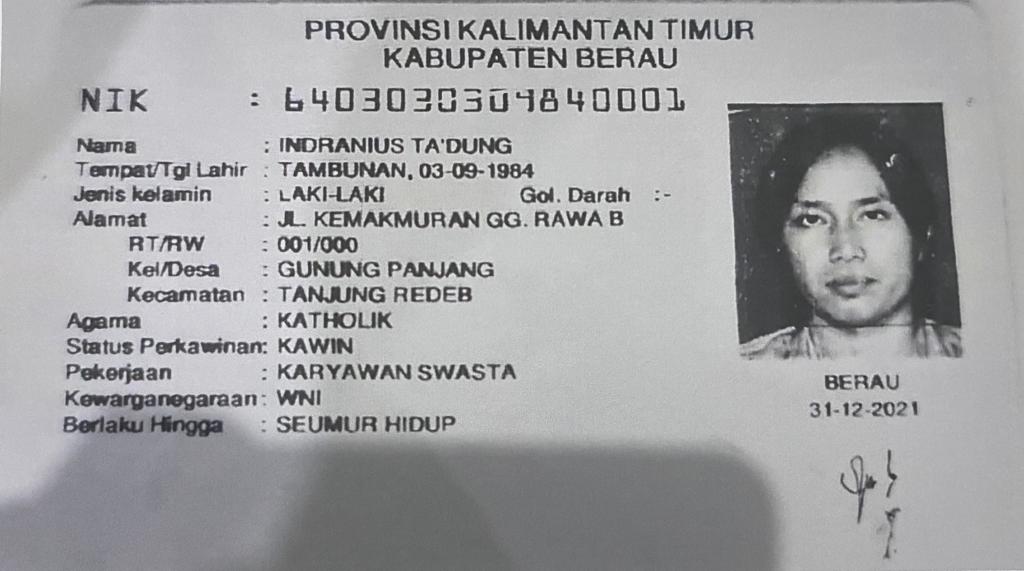 PROVINSI KALIMANTAN TIMUR
KABUPATEN BERAU
NIK : 6403030309840001
Nama : INDRANIUS TA'DUNG
Tempat/Tgl Lahir : TAMBUNAN, 03-09-1984
Jenis kelamin : LAKI-LAKI Gol. Darah :-
Alamat : JL. KEMAKMURAN GG. RAWA B
RT/RW : 001/000
Kel/Desa : GUNUNG PANJANG
Kecamatan : TANJUNG REDEB
Agama : KATHOLIK
Status Perkawinan: KAWIN
Pekerjaan : KARYAWAN SWASTA
Kewarganegaraan: WNI
Berlaku Hingga : SEUMUR HIDUP
BERAU
31-12-2021